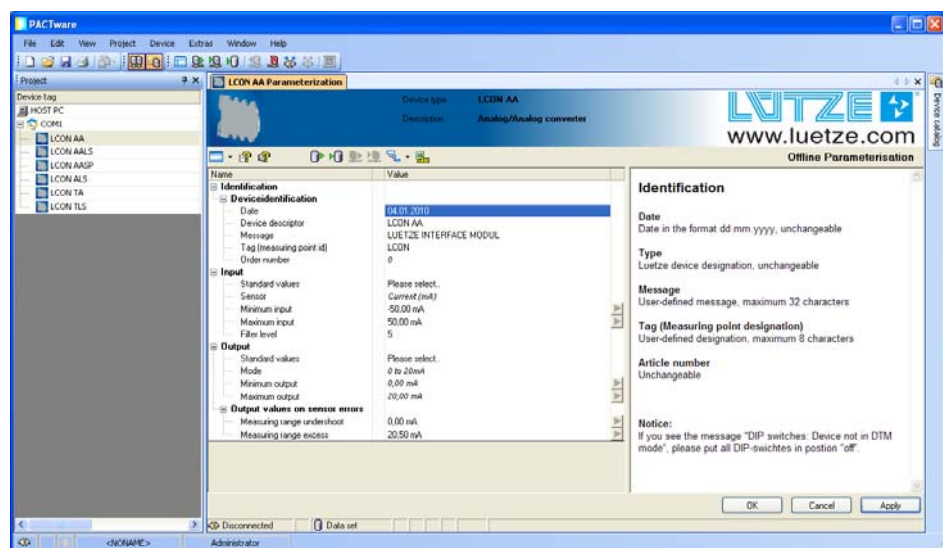 PACTware
File Edit View Project Device Extras Window Help
Project
Device tag
HOST PC
COM1
LCON AA
LCON AALS
LCON AASP
LCON ALS
LCON TA
LCON TLS
LCON AA Parameterization
Device type LCON AA
Description Analog/Analog converter
LUTZE
www.luetze.com
Offline Parameterisation
Name Value
Identification
Deviceidentification
Date 04.01.2010
Device descriptor LCON AA
Message LUETZE INTERFACE MODUL
Tag (measuring point id) LCON
Order number 0
Input
Standard values Please select..
Sensor Current (mA)
Minimum input -50,00 mA
Maximum input 50.00 mA
Filter level 5
Output
Standard values Please select..
Mode 0 to 20mA
Minimum output 0,00 mA
Maximum output 20,00 mA
Output values on sensor errors
Measuring range undershoot 0,00 mA
Measuring range excess 20.50 mA
Identification
Date
Date in the format dd.mm.yyyy, unchangeable
Type
Luetze device designation, unchangeable
Message
User-defined message, maximum 32 characters
Tag (Measuring point designation)
User-defined designation, maximum 8 characters
Article number
Unchangeable
Notice:
If you see the message "DIP switches: Device not in DTM
mode", please put all DIP-swichtes in postion "off".
OK Cancel Apply
Disconnected Data set
<NONAME> Administrator
Device catalog